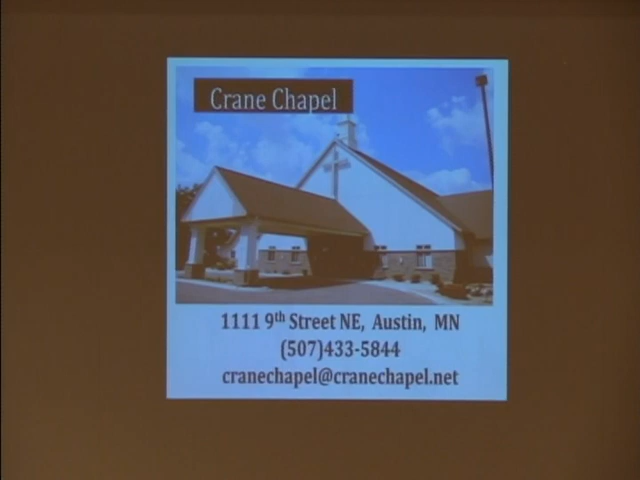 Crane Chapel
1111 9th Street NE, Austin, MN
(507)433-5844
cranechapel@cranechapel.net